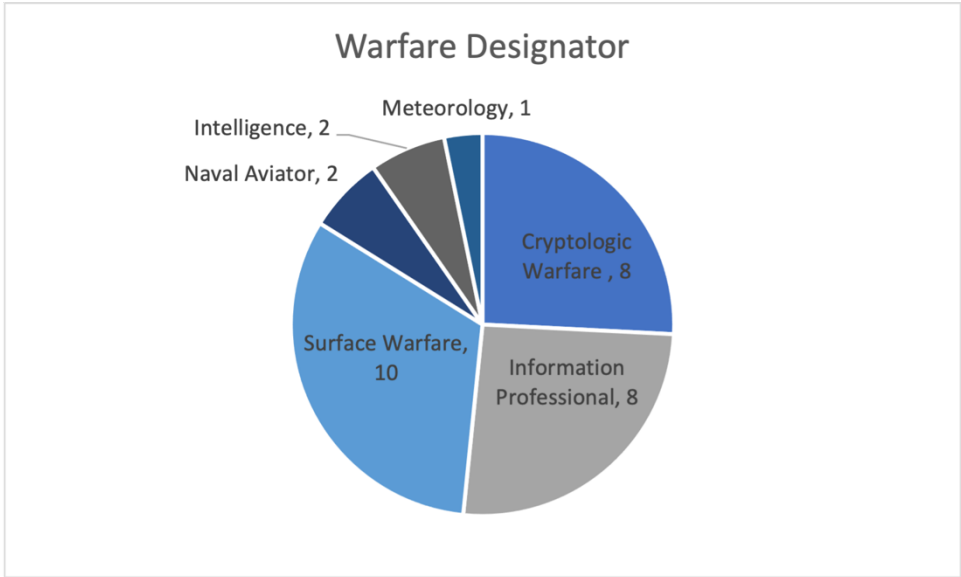 Warfare Designator
Meteorology, 1
Intelligence, 2
Naval Aviator, 2
Cryptologic
Warfare , 8
Surface Warfare,
10
Information
Professional, 8